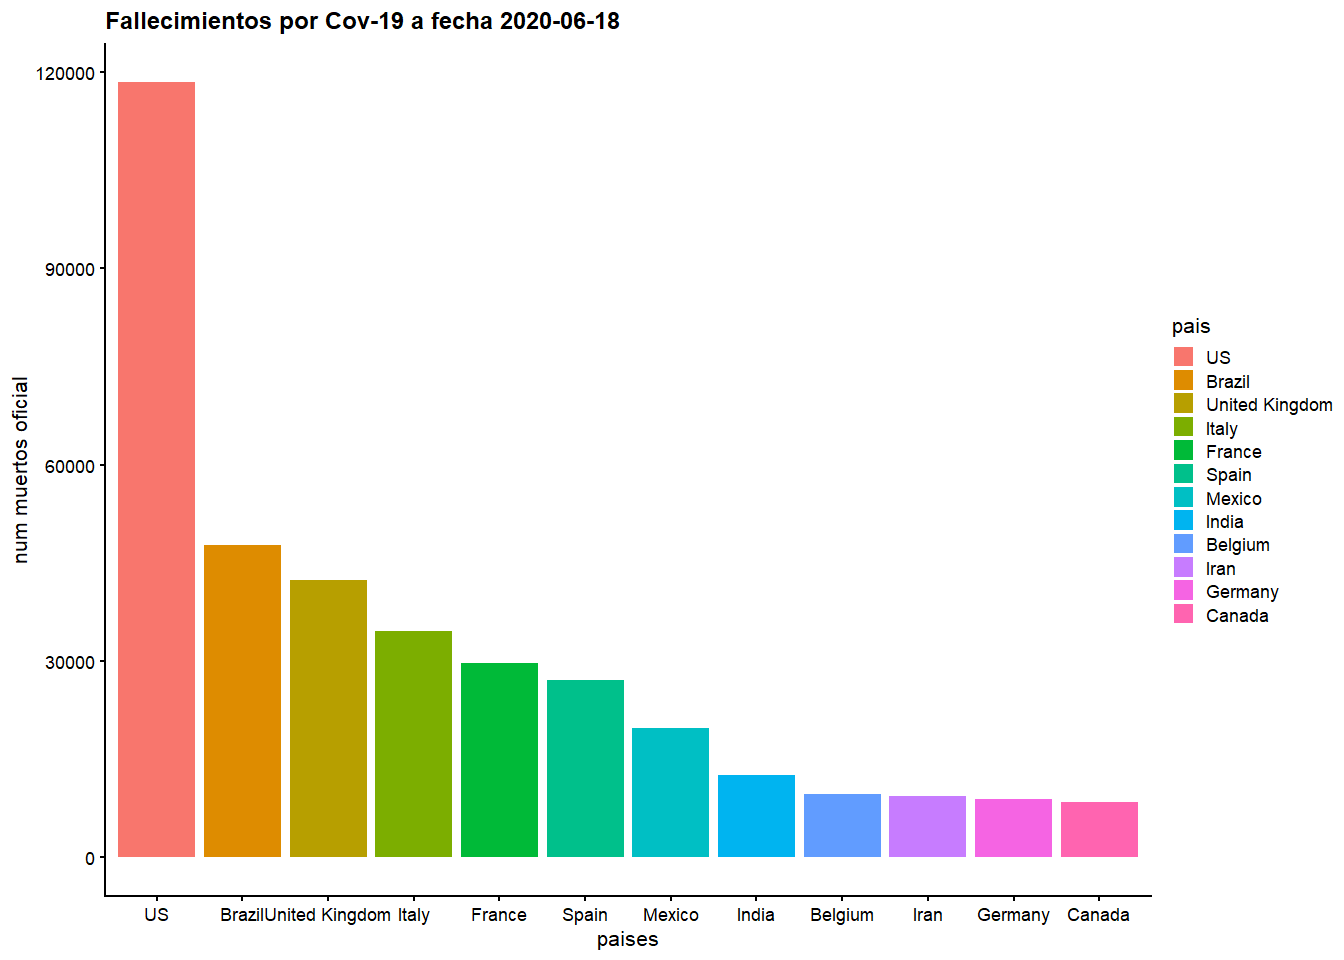 Fallecimientos por Cov-19 a fecha 2020-06-18
120000
90000
60000
30000
0
num muertos oficial
US Brazil United Kingdom Italy France Spain Mexico India Belgium Iran Germany Canada
paises
pais
US
Brazil
United Kingdom
Italy
France
Spain
Mexico
India
Belgium
Iran
Germany
Canada